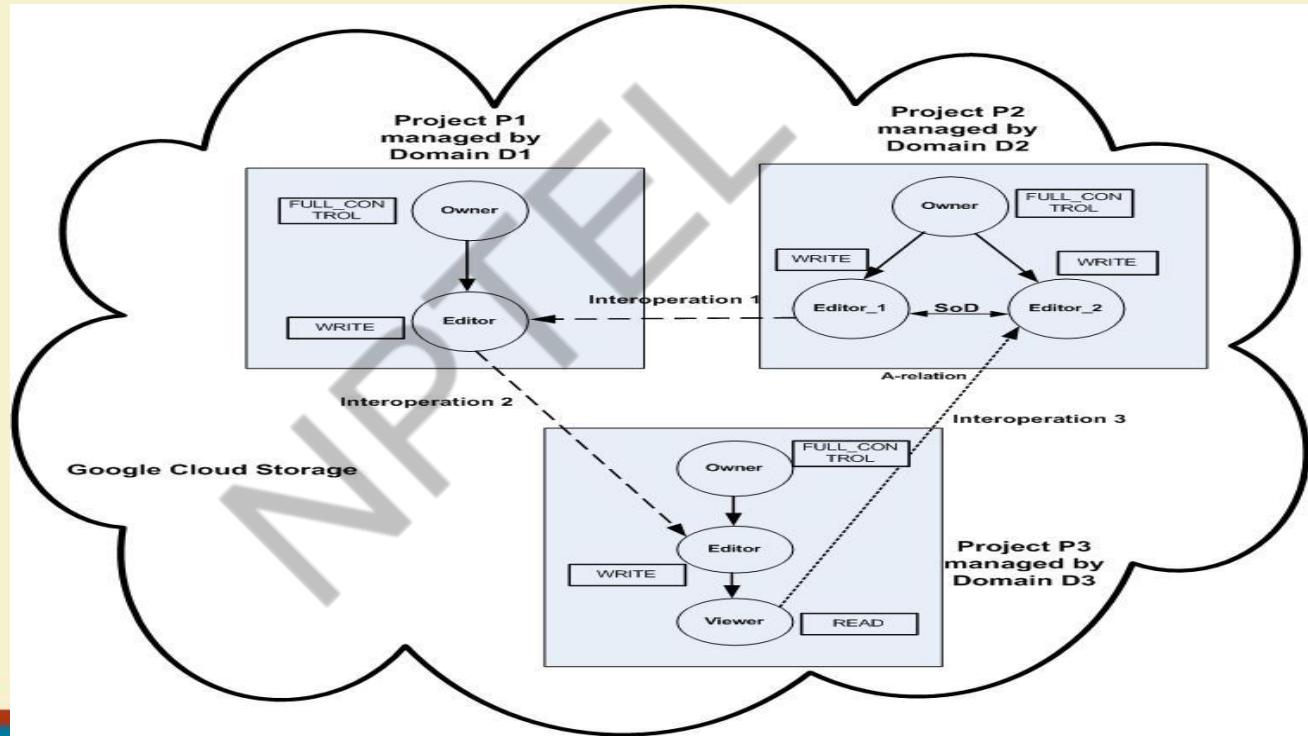 Project P1
managed by
Domain D1
FULL_CON
TROL
Owner
WRITE
Editor
Project P2
managed by
Domain D2
Owner
FULL_CON
TROL
WRITE
WRITE
Editor_1
SoD
Editor_2
Interoperation 1
A-relation
Interoperation 2
Interoperation 3
Google Cloud Storage
Owner
FULL_CON
TROL
Editor
WRITE
Viewer
READ
Project P3
managed by
Domain D3
NPTEL